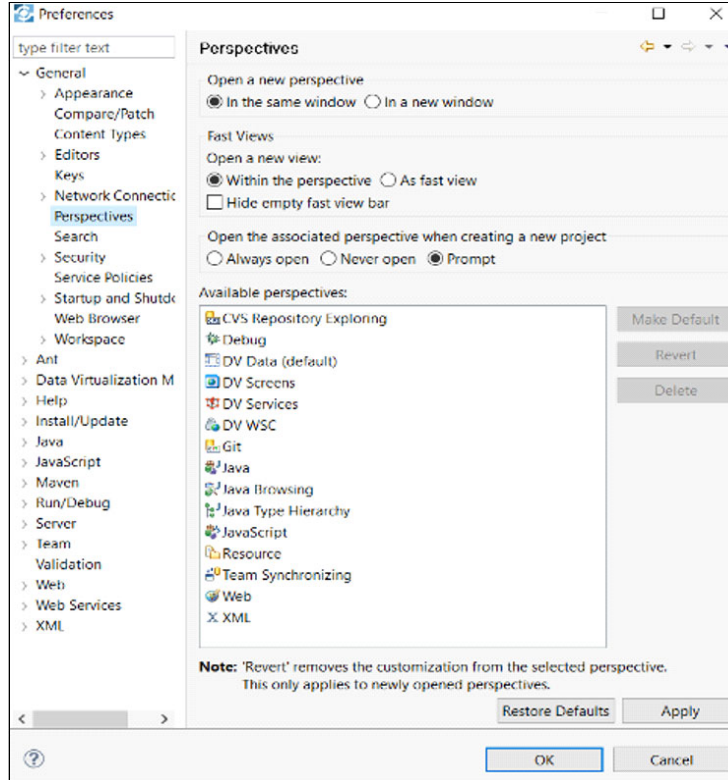 Preferences
type filter text
General
Appearance
Compare/Patch
Content Types
Editors
Keys
Network Connectic
Perspectives
Search
Security
Service Policies
Startup and Shutdo
Web Browser
Workspace
Ant
Data Virtualization M
Help
Install/Update
Java
JavaScript
Maven
Run/Debug
Server
Team
Validation
Web
Web Services
XML
Perspectives
Open a new perspective
In the same window In a new window
Fast Views
Open a new view:
Within the perspective As fast view
Hide empty fast view bar
Open the associated perspective when creating a new project
Always open Never open Prompt
Available perspectives:
CVS Repository Exploring
Debug
DV Data (default)
DV Screens
DV Services
DV WSC
Git
Java
Java Browsing
Java Type Hierarchy
JavaScript
Resource
Team Synchronizing
Web
XML
Make Default
Revert
Delete
Note: 'Revert' removes the customization from the selected perspective.
This only applies to newly opened perspectives.
Restore Defaults Apply
OK Cancel